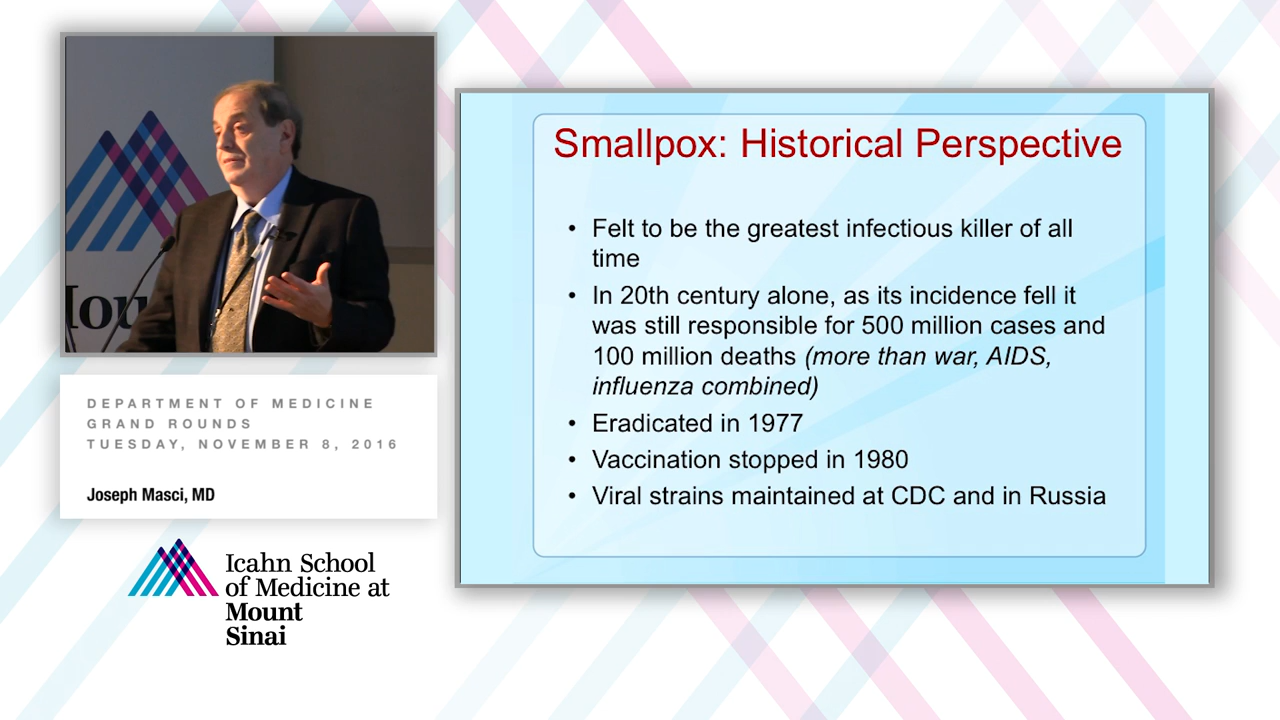 Mou
DEPARTMENT OF MEDICINE
GRAND ROUNDS
TUESDAY, NOVEMBER 8, 2016
Joseph Masci, MD
Icahn School
of Medicine at
Mount
Sinai
Smallpox: Historical Perspective
• Felt to be the greatest infectious killer of all
time
• In 20th century alone, as its incidence fell it
was still responsible for 500 million cases and
100 million deaths (more than war, AIDS,
influenza combined)
• Eradicated in 1977
• Vaccination stopped in 1980
• Viral strains maintained at CDC and in Russia